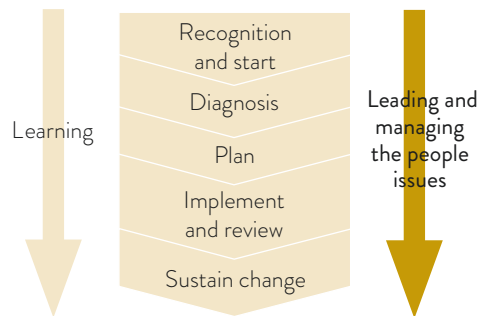 Learning
Recognition
and start
Diagnosis
Plan
Implement
and review
Sustain change
Leading and
managing
the people
issues